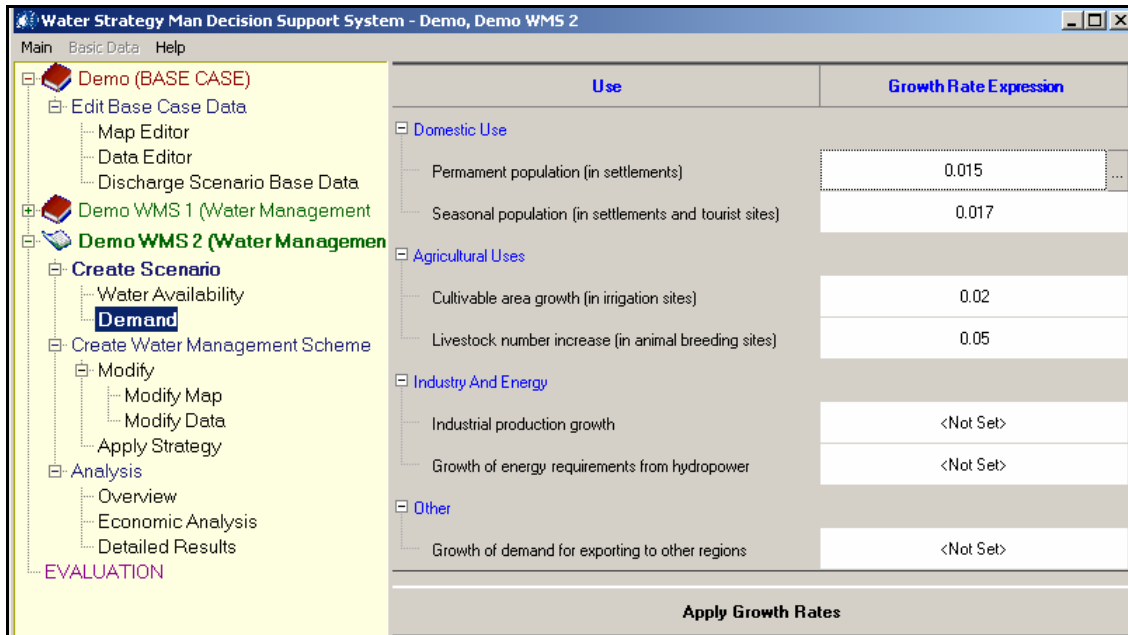 Water Strategy Man Decision Support System - Demo, Demo WMS 2
Main Basic Data Help
Demo (BASE CASE)
Edit Base Case Data
Map Editor
Data Editor
Discharge Scenario Base Data
Demo WMS 1 (Water Management
Demo WMS 2 (Water Managemen
Create Scenario
Water Availability
Demand
Create Water Management Scheme
Modify
Modify Map
Modify Data
Apply Strategy
Analysis
Overview
Economic Analysis
Detailed Results
EVALUATION
Use Growth Rate Expression
Domestic Use
Permament population (in settlements) 0.015 ...
Seasonal population (in settlements and tourist sites) 0.017
Agricultural Uses
Cultivable area growth (in irrigation sites) 0.02
Livestock number increase (in animal breeding sites) 0.05
Industry And Energy
Industrial production growth <Not Set>
Growth of energy requirements from hydropower <Not Set>
Other
Growth of demand for exporting to other regions <Not Set>
Apply Growth Rates